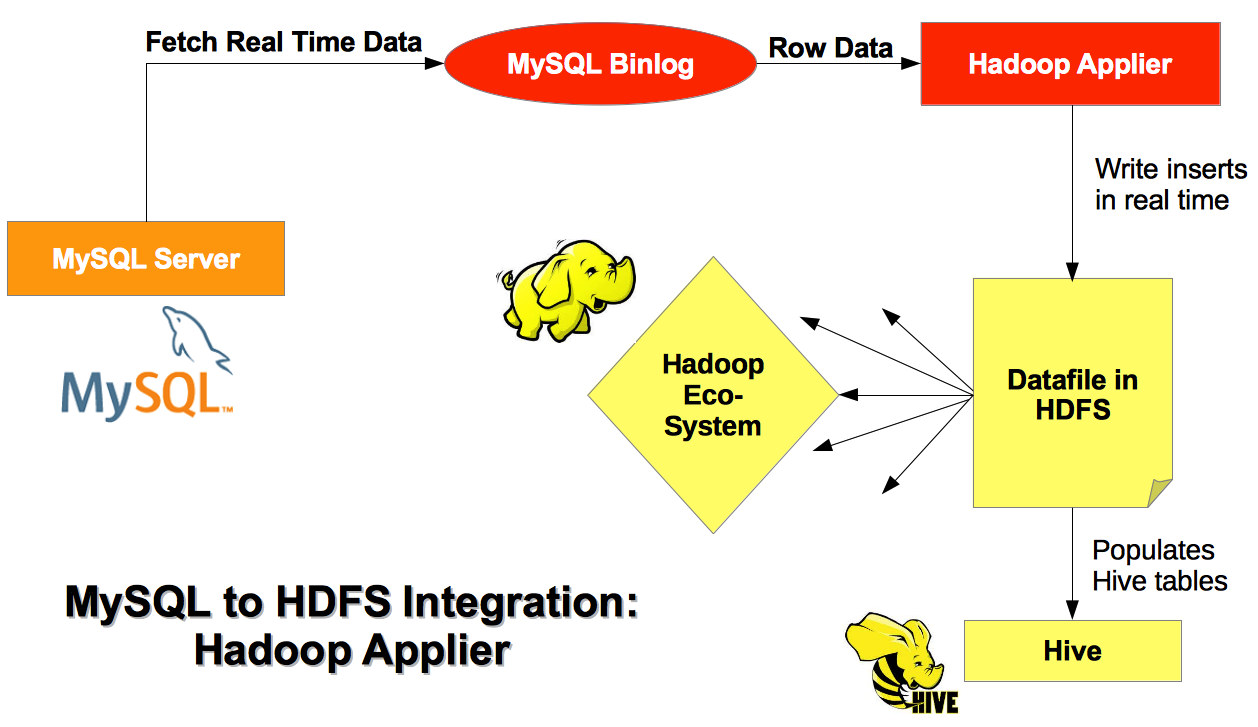 Fetch Real Time Data
MySQL Binlog
Row Data
Hadoop Applier
Write inserts
in real time
MySQL Server
MySQL™
Hadoop
Eco-
System
Datafile in
HDFS
Populates
Hive tables
MySQL to HDFS Integration:
Hadoop Applier
Hive
HIVE